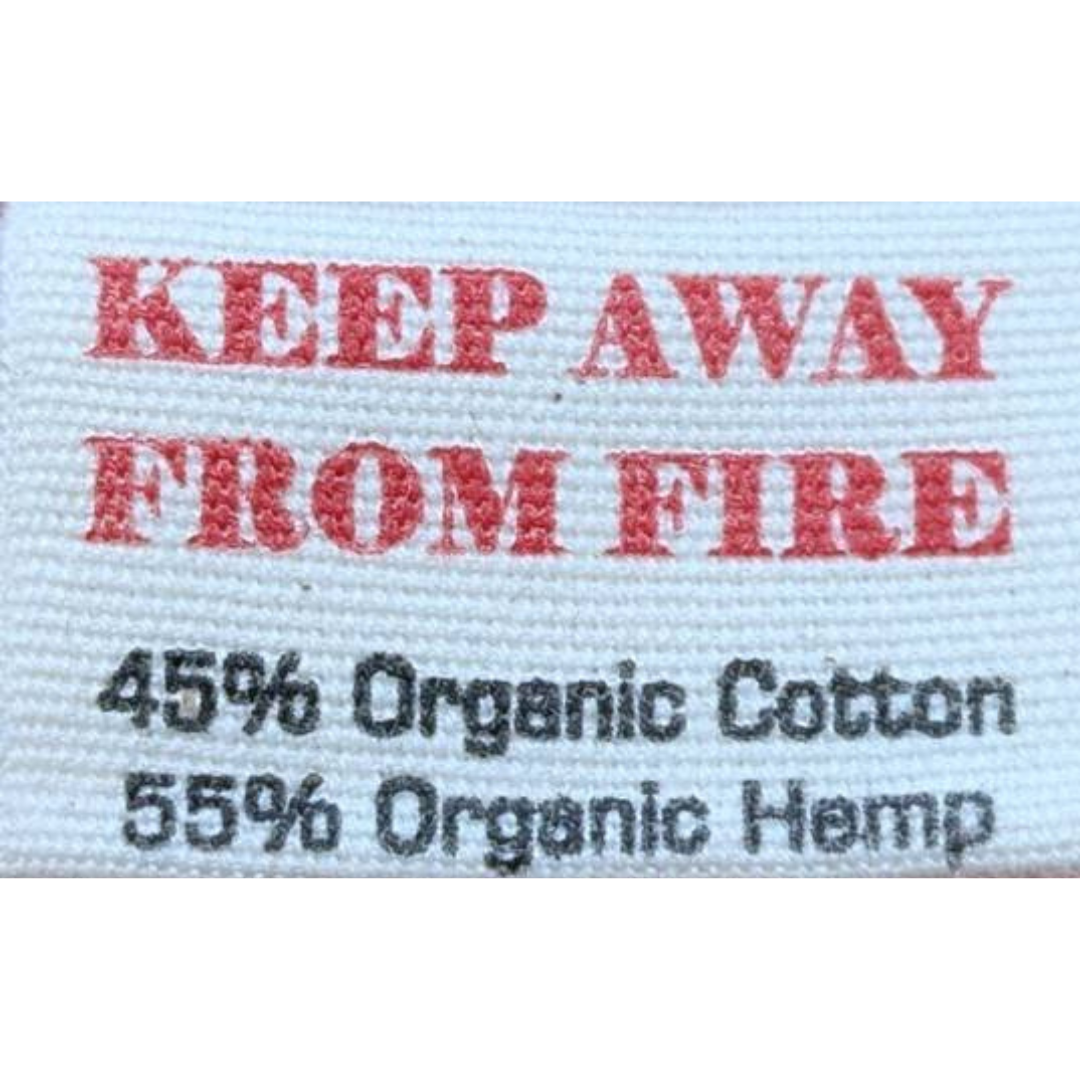 KEEP AWAY
FROM FIRE
45% Organic Cotton
55% Organic Hemp